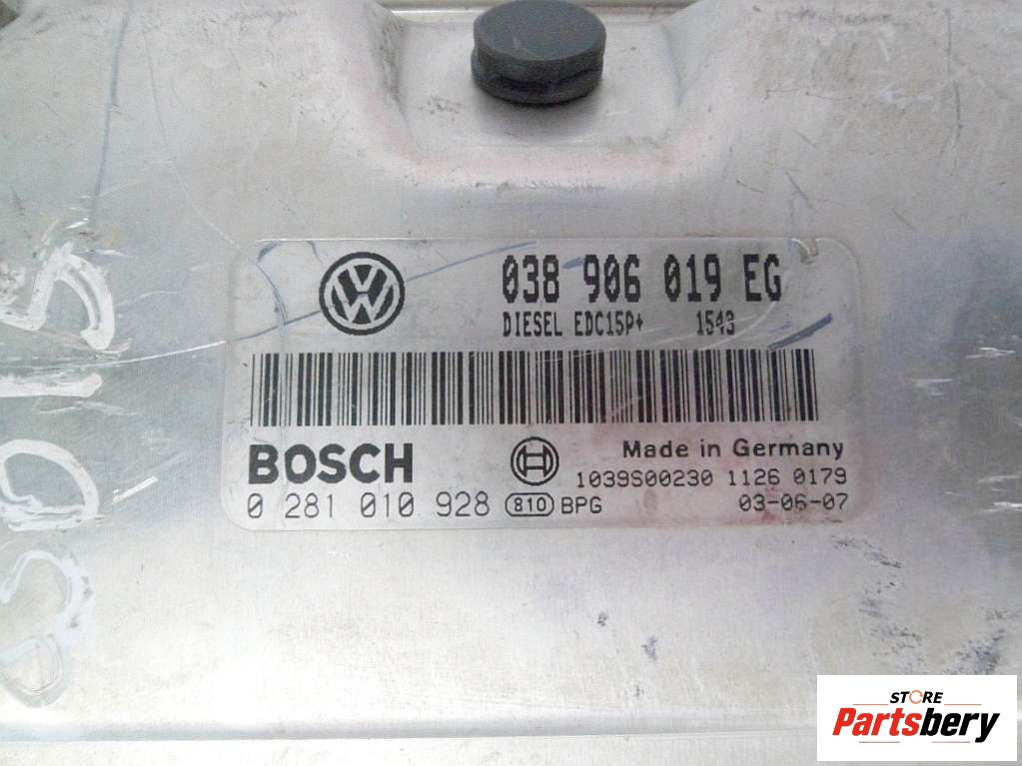 038 906 019 EG
DIESEL EDC15P+ 1543
BOSCH
Made in Germany
1039S00230 1126 0179
0 281 010 928 810 BPG
03-06-07
STORE
Partsbery